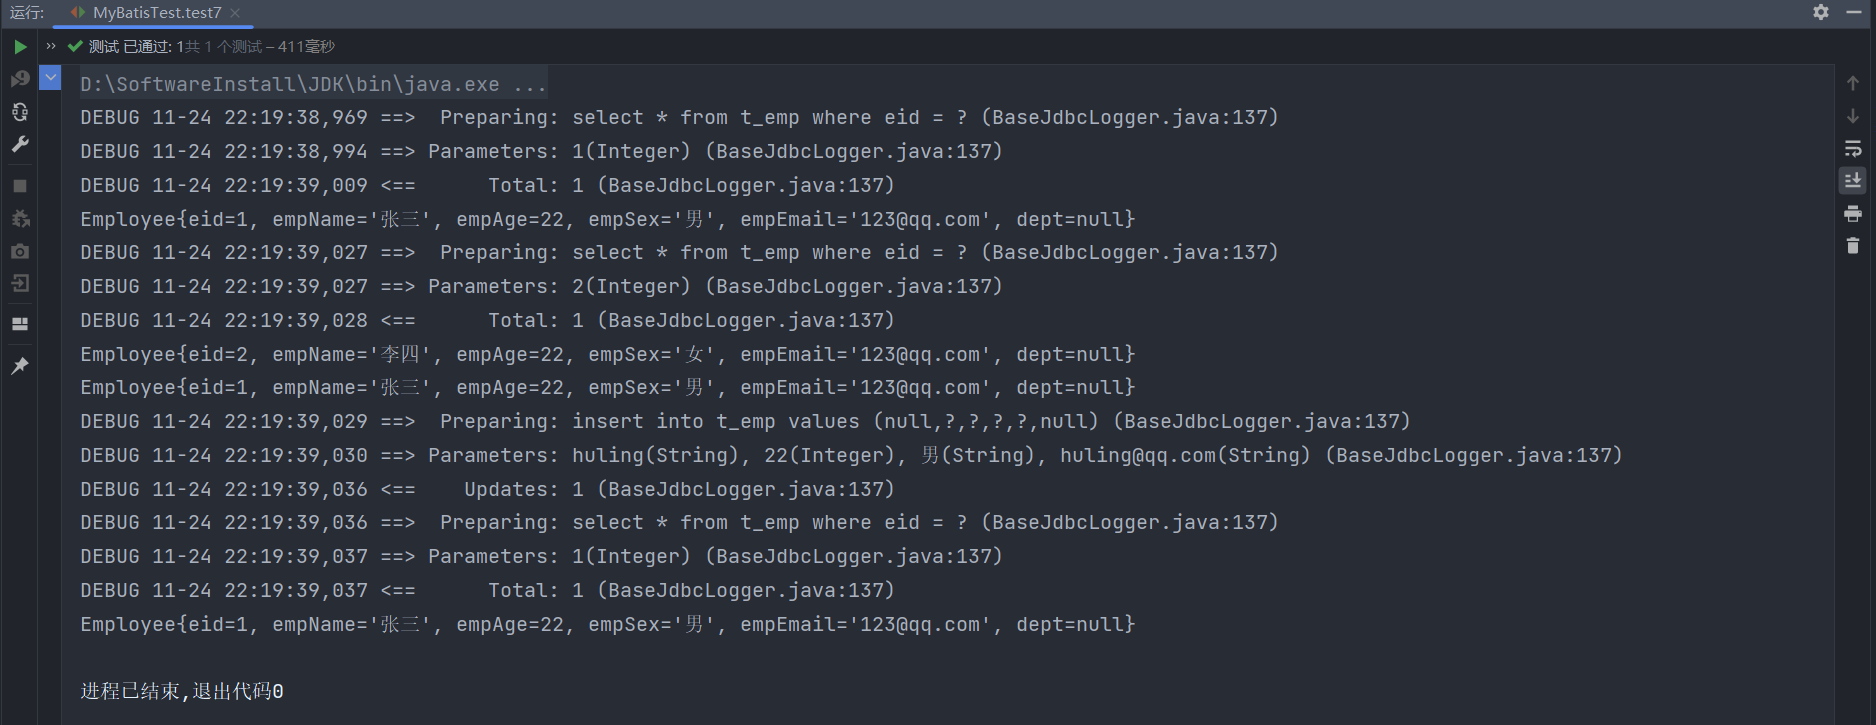 运行: MyBatisTest.test7
测试 已通过: 1共 1 个测试 – 411毫秒
D:\SoftwareInstall\JDK\bin\java.exe ...
DEBUG 11-24 22:19:38,969 ==>  Preparing: select * from t_emp where eid = ? (BaseJdbcLogger.java:137)
DEBUG 11-24 22:19:38,994 ==> Parameters: 1(Integer) (BaseJdbcLogger.java:137)
DEBUG 11-24 22:19:39,009 <==      Total: 1 (BaseJdbcLogger.java:137)
Employee{eid=1, empName='张三', empAge=22, empSex='男', empEmail='123@qq.com', dept=null}
DEBUG 11-24 22:19:39,027 ==>  Preparing: select * from t_emp where eid = ? (BaseJdbcLogger.java:137)
DEBUG 11-24 22:19:39,027 ==> Parameters: 2(Integer) (BaseJdbcLogger.java:137)
DEBUG 11-24 22:19:39,028 <==      Total: 1 (BaseJdbcLogger.java:137)
Employee{eid=2, empName='李四', empAge=22, empSex='女', empEmail='123@qq.com', dept=null}
Employee{eid=1, empName='张三', empAge=22, empSex='男', empEmail='123@qq.com', dept=null}
DEBUG 11-24 22:19:39,029 ==>  Preparing: insert into t_emp values (null,?,?,?,?,null) (BaseJdbcLogger.java:137)
DEBUG 11-24 22:19:39,030 ==> Parameters: huling(String), 22(Integer), 男(String), huling@qq.com(String) (BaseJdbcLogger.java:137)
DEBUG 11-24 22:19:39,036 <==    Updates: 1 (BaseJdbcLogger.java:137)
DEBUG 11-24 22:19:39,036 ==>  Preparing: select * from t_emp where eid = ? (BaseJdbcLogger.java:137)
DEBUG 11-24 22:19:39,037 ==> Parameters: 1(Integer) (BaseJdbcLogger.java:137)
DEBUG 11-24 22:19:39,037 <==      Total: 1 (BaseJdbcLogger.java:137)
Employee{eid=1, empName='张三', empAge=22, empSex='男', empEmail='123@qq.com', dept=null}
进程已结束,退出代码0